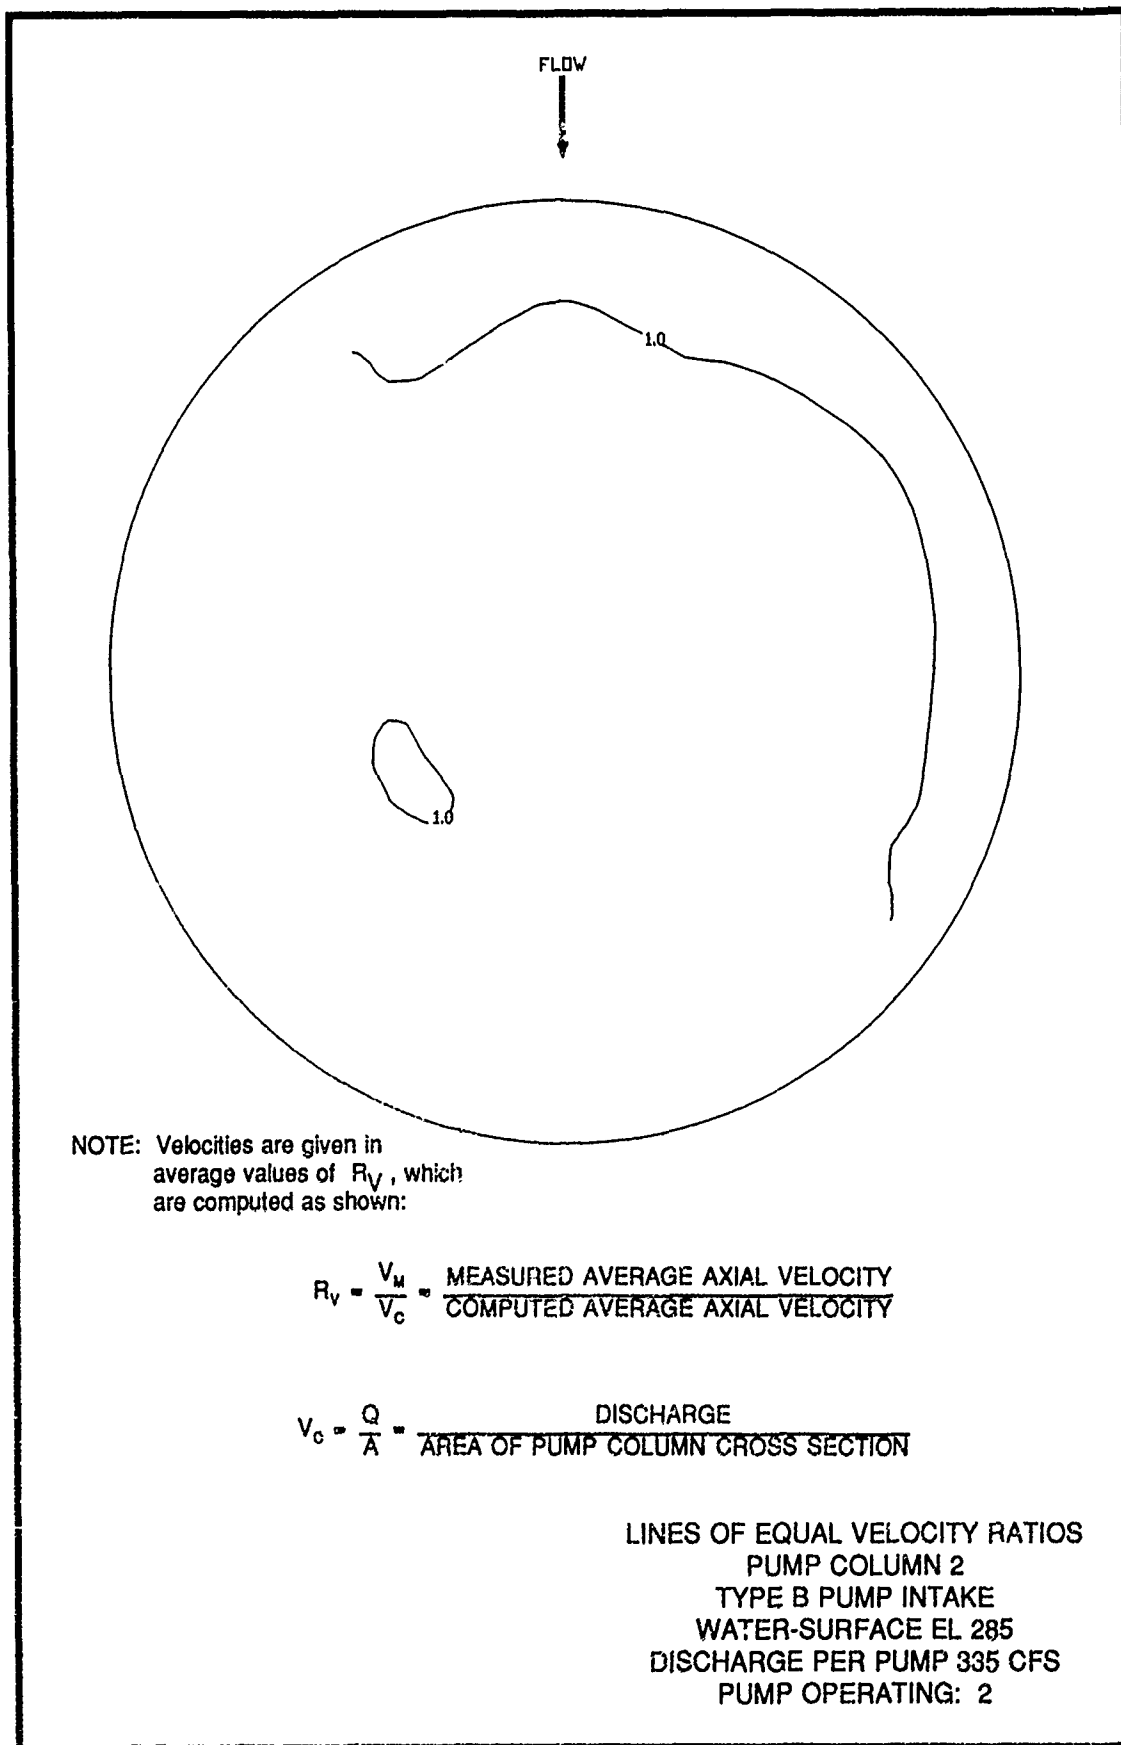 FLOW
1.0
1.0
NOTE: Velocities are given in
average values of R_V, which
are computed as shown:
R_V = V_M / V_C = MEASURED AVERAGE AXIAL VELOCITY / COMPUTED AVERAGE AXIAL VELOCITY
V_C = Q / A = DISCHARGE / AREA OF PUMP COLUMN CROSS SECTION
LINES OF EQUAL VELOCITY RATIOS
PUMP COLUMN 2
TYPE B PUMP INTAKE
WATER-SURFACE EL 285
DISCHARGE PER PUMP 335 CFS
PUMP OPERATING: 2